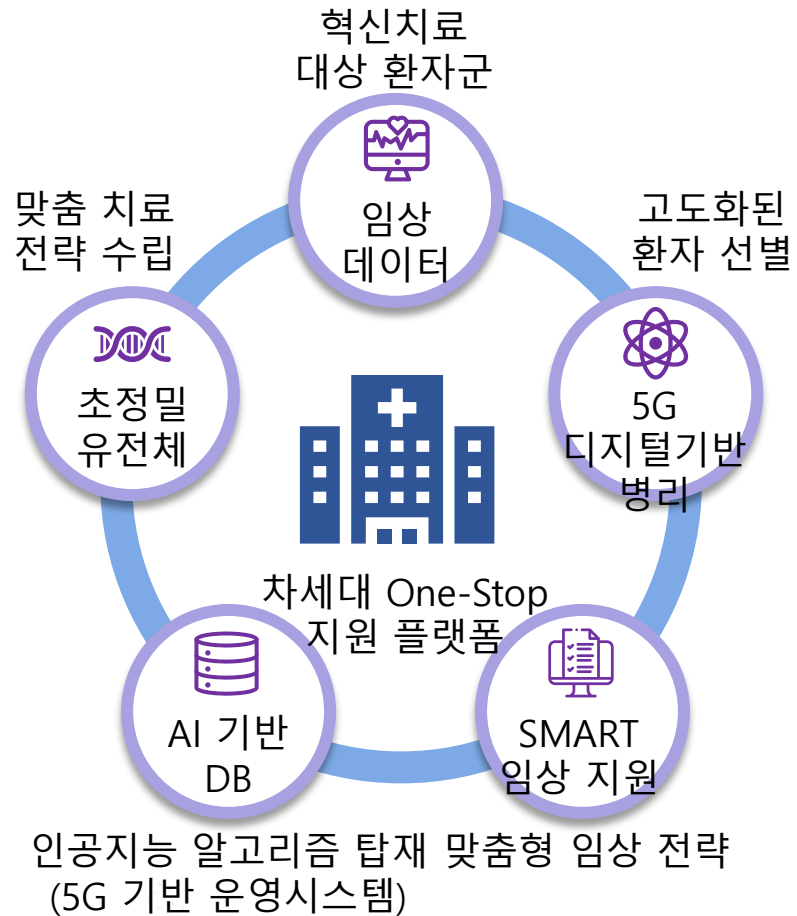 혁신치료
대상 환자군
임상
데이터
맞춤 치료
전략 수립
고도화된
환자 선별
초정밀
유전체
5G
디지털기반
병리
차세대 One-Stop
지원 플랫폼
AI 기반
DB
SMART
임상 지원
인공지능 알고리즘 탑재 맞춤형 임상 전략
(5G 기반 운영시스템)